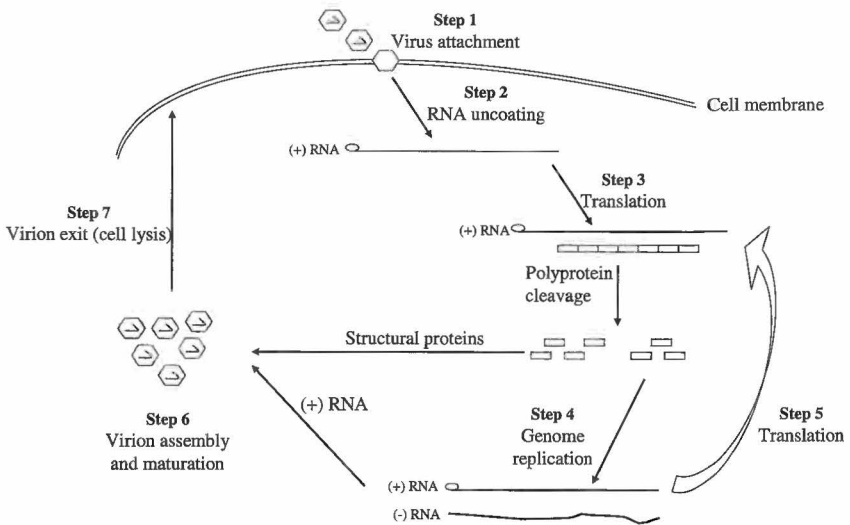 Step 1
Virus attachment
Step 2
RNA uncoating
Cell membrane
(+) RNA
Step 3
Translation
Step 7
Virion exit (cell lysis)
(+) RNA
Polyprotein
cleavage
Structural proteins
(+) RNA
Step 4
Genome
replication
Step 5
Translation
Step 6
Virion assembly
and maturation
(+) RNA
(-) RNA